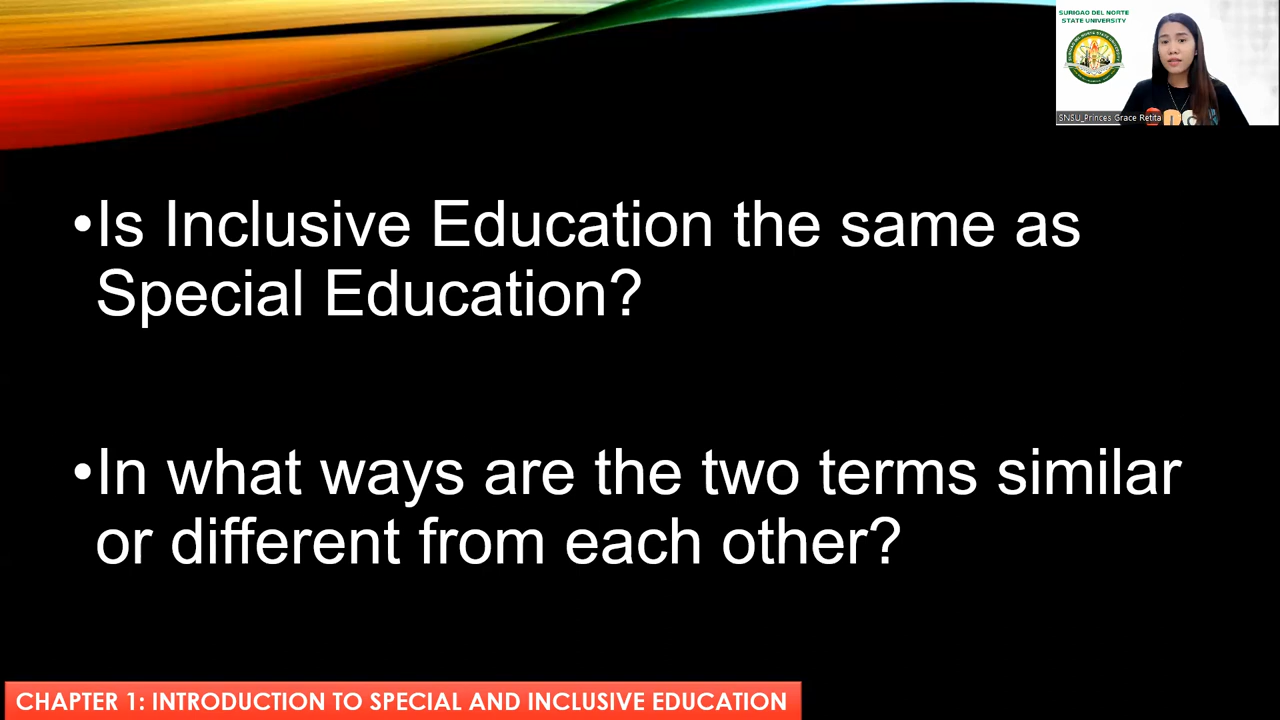 SURIGAO DEL NORTE
STATE UNIVERSITY
SNSU_Princes Grace Retita
•Is Inclusive Education the same as
Special Education?
•In what ways are the two terms similar
or different from each other?
CHAPTER 1: INTRODUCTION TO SPECIAL AND INCLUSIVE EDUCATION